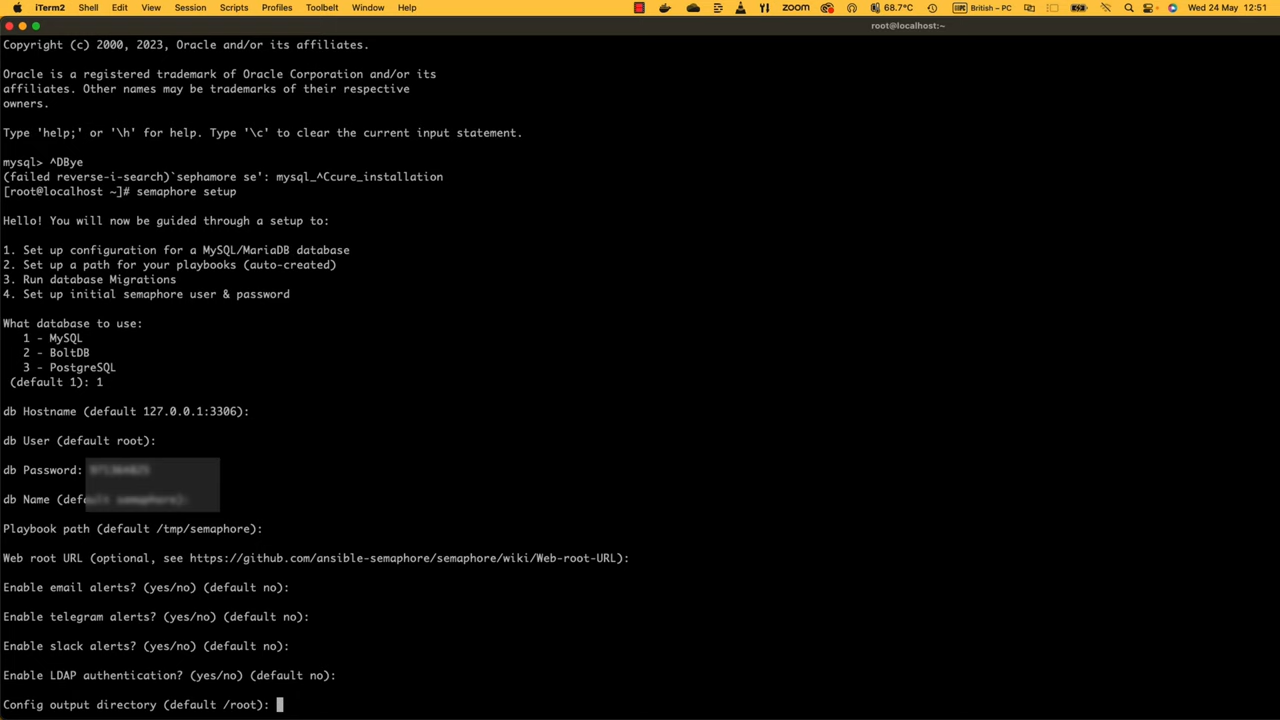 iTerm2 Shell Edit View Session Scripts Profiles Toolbelt Window Help zoom 68.7°C British – PC Wed 24 May 12:51
root@localhost:~
Copyright (c) 2000, 2023, Oracle and/or its affiliates.
Oracle is a registered trademark of Oracle Corporation and/or its
affiliates. Other names may be trademarks of their respective
owners.
Type 'help;' or '\h' for help. Type '\c' to clear the current input statement.
mysql> ^DBye
(failed reverse-i-search)`sephamore se': mysql_^Ccure_installation
[root@localhost ~]# semaphore setup
Hello! You will now be guided through a setup to:
1. Set up configuration for a MySQL/MariaDB database
2. Set up a path for your playbooks (auto-created)
3. Run database Migrations
4. Set up initial semaphore user & password
What database to use:
1 - MySQL
2 - BoltDB
3 - PostgreSQL
(default 1): 1
db Hostname (default 127.0.0.1:3306):
db User (default root):
db Password:
db Name (default semaphore):
Playbook path (default /tmp/semaphore):
Web root URL (optional, see https://github.com/ansible-semaphore/semaphore/wiki/Web-root-URL):
Enable email alerts? (yes/no) (default no):
Enable telegram alerts? (yes/no) (default no):
Enable slack alerts? (yes/no) (default no):
Enable LDAP authentication? (yes/no) (default no):
Config output directory (default /root):